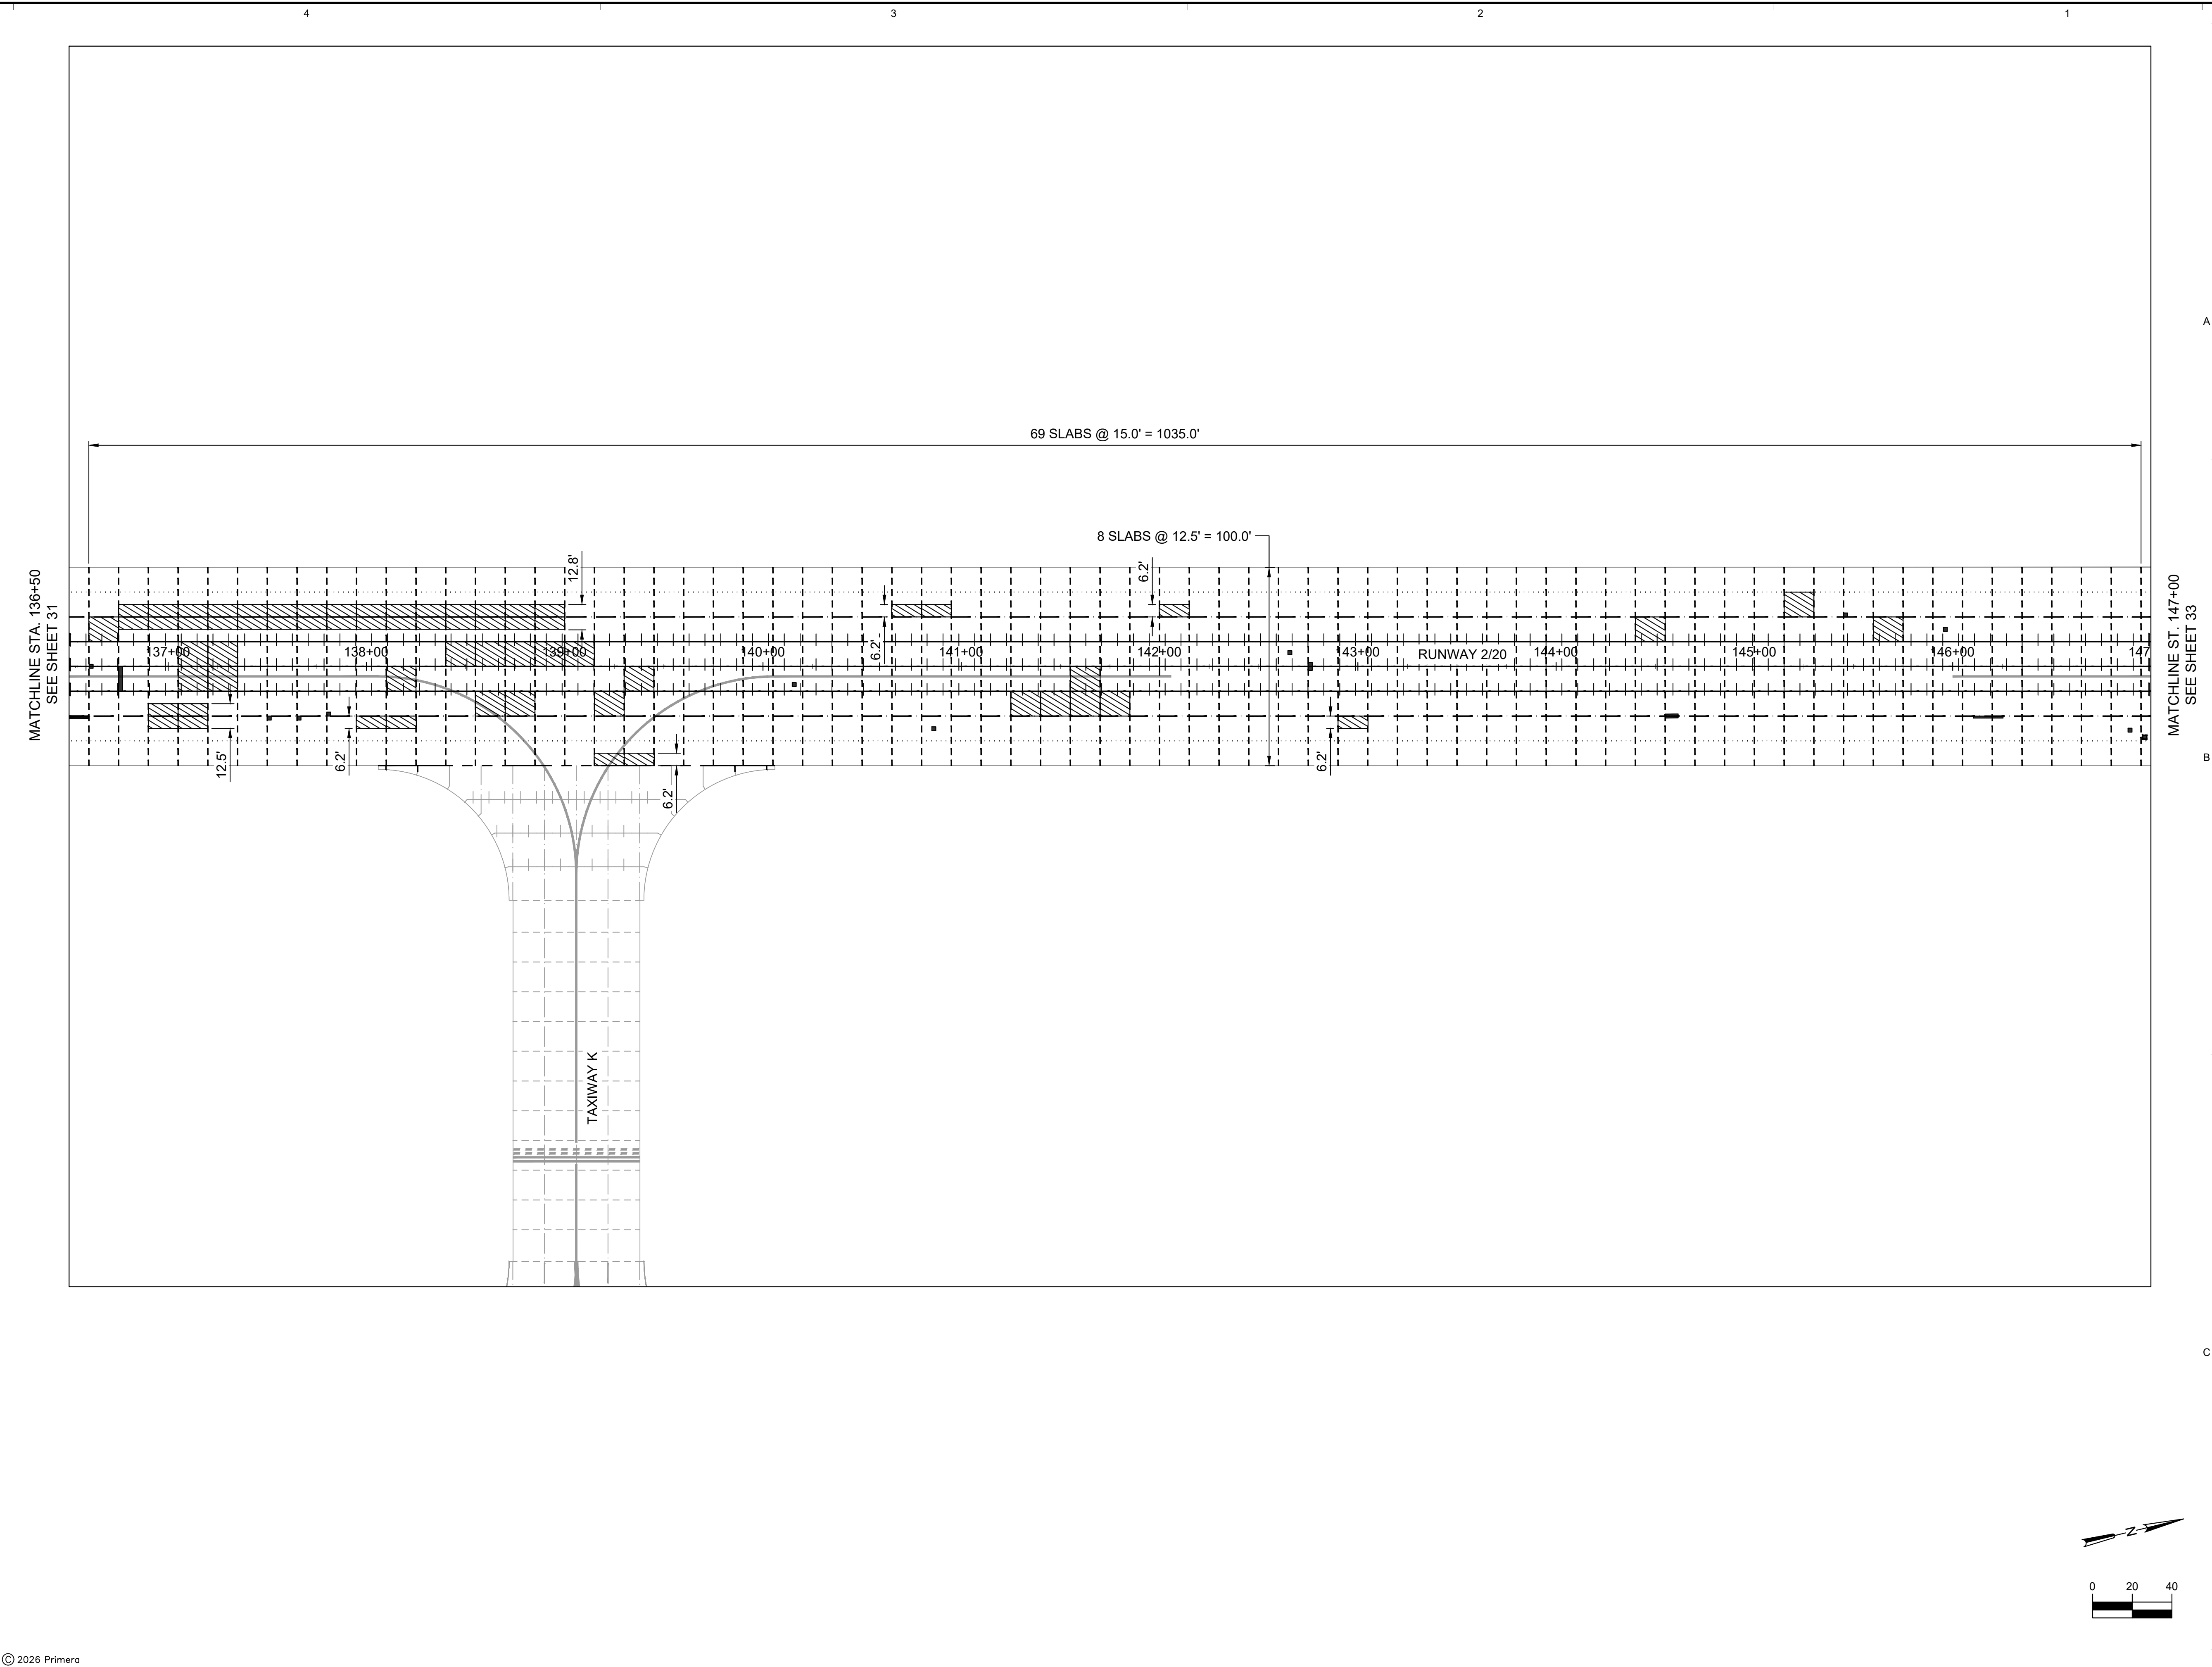 4 3 2 1
69 SLABS @ 15.0' = 1035.0'
A
8 SLABS @ 12.5' = 100.0'
12.8'
6.2'
6.2'
MATCHLINE STA. 136+50
SEE SHEET 31
137+00 138+00 139+00 140+00 141+00 142+00 143+00 RUNWAY 2/20 144+00 145+00 146+00 147
MATCHLINE ST. 147+00
SEE SHEET 33
12.5'
6.2'
6.2'
6.2'
B
TAXIWAY K
C
N
0 20 40
© 2026 Primera